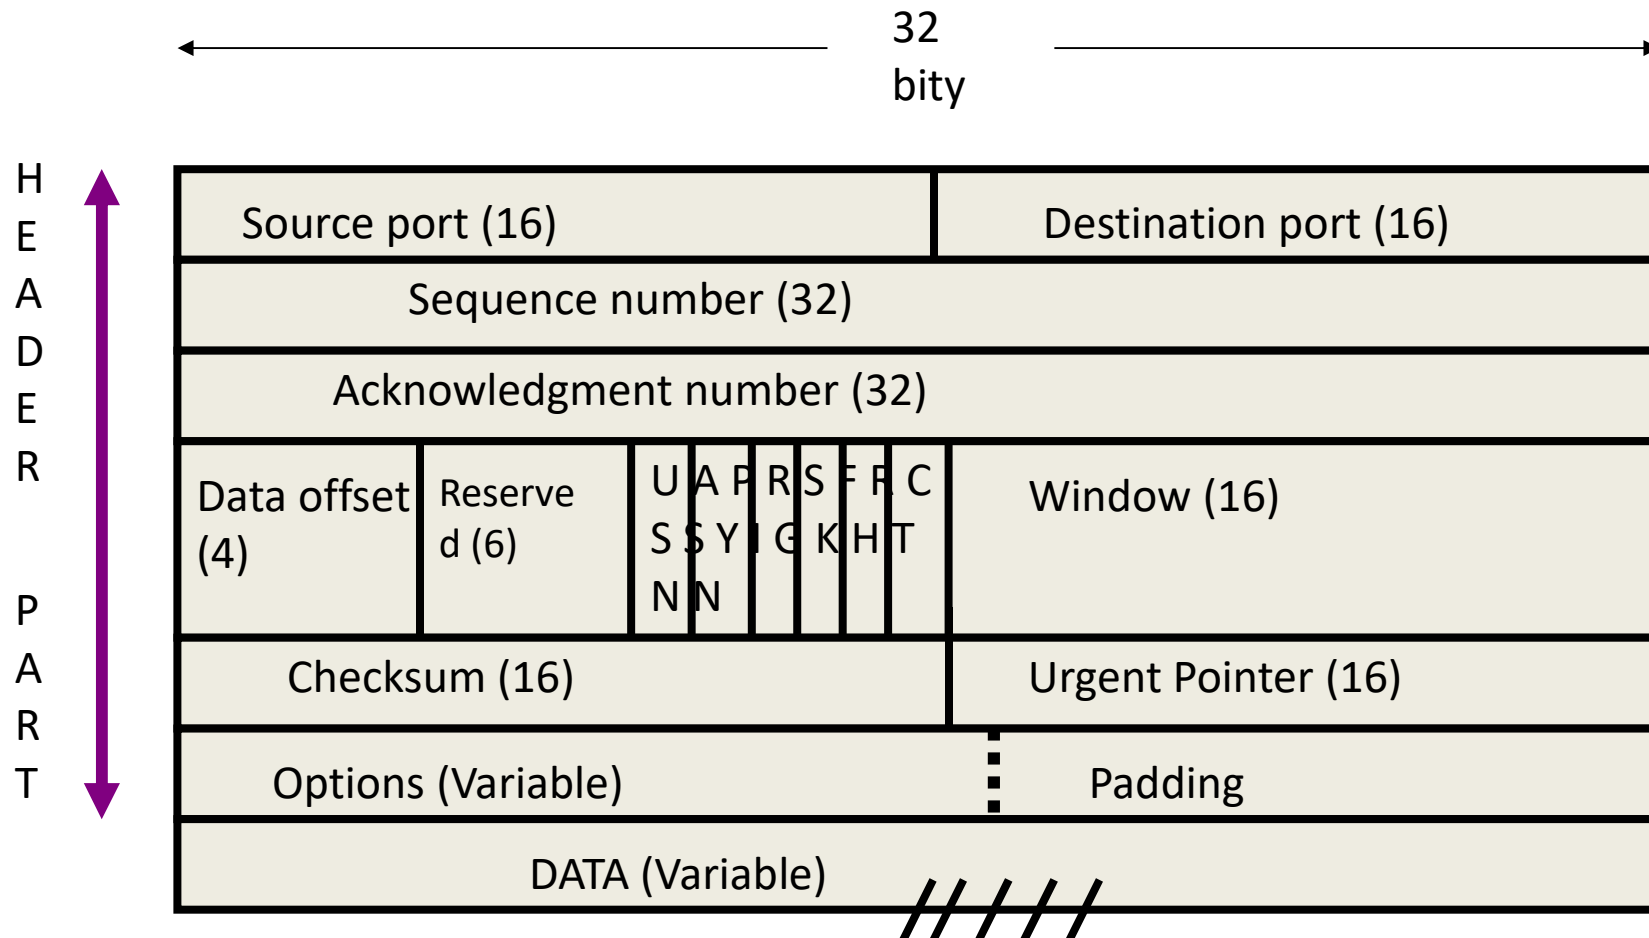 32
bity
H
E
A
D
E
R
P
A
R
T
Source port (16)
Destination port (16)
Sequence number (32)
Acknowledgment number (32)
Data offset
(4)
Reserve
d (6)
U A P R S F R C
S S Y I G K H T
N N
Window (16)
Checksum (16)
Urgent Pointer (16)
Options (Variable)
Padding
DATA (Variable)